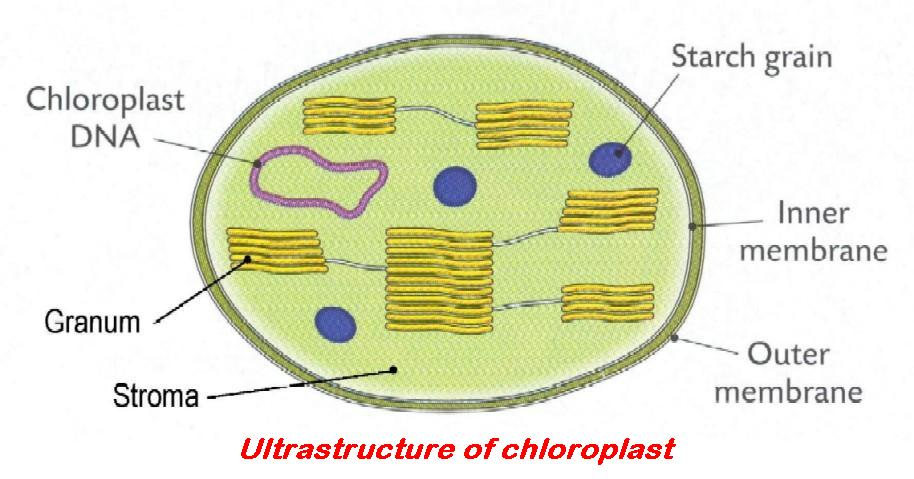 Starch grain
Chloroplast
DNA
Inner
membrane
Granum
Outer
membrane
Stroma
Ultrastructure of chloroplast